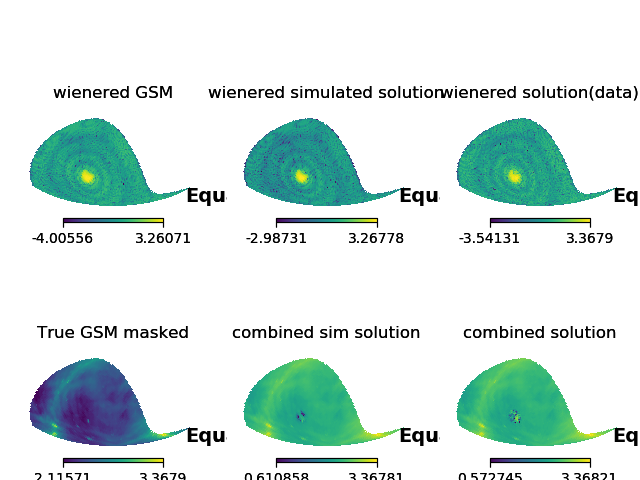 wienered GSM
wienered simulated solution
wienered solution(data)
Equ
Equ
Eq
-4.00556 3.26071
-2.98731 3.26778
-3.54131 3.3679
True GSM masked
combined sim solution
combined solution
Equ
Equ
Eq
2.11571 3.3679
0.610858 3.36781
0.572745 3.36821